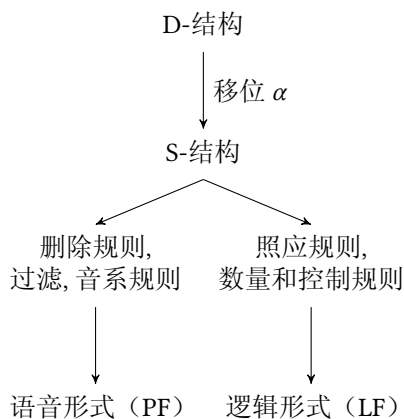 D-结构
移位 α
S-结构
删除规则,
过滤, 音系规则
照应规则,
数量和控制规则
语音形式（PF）
逻辑形式（LF）